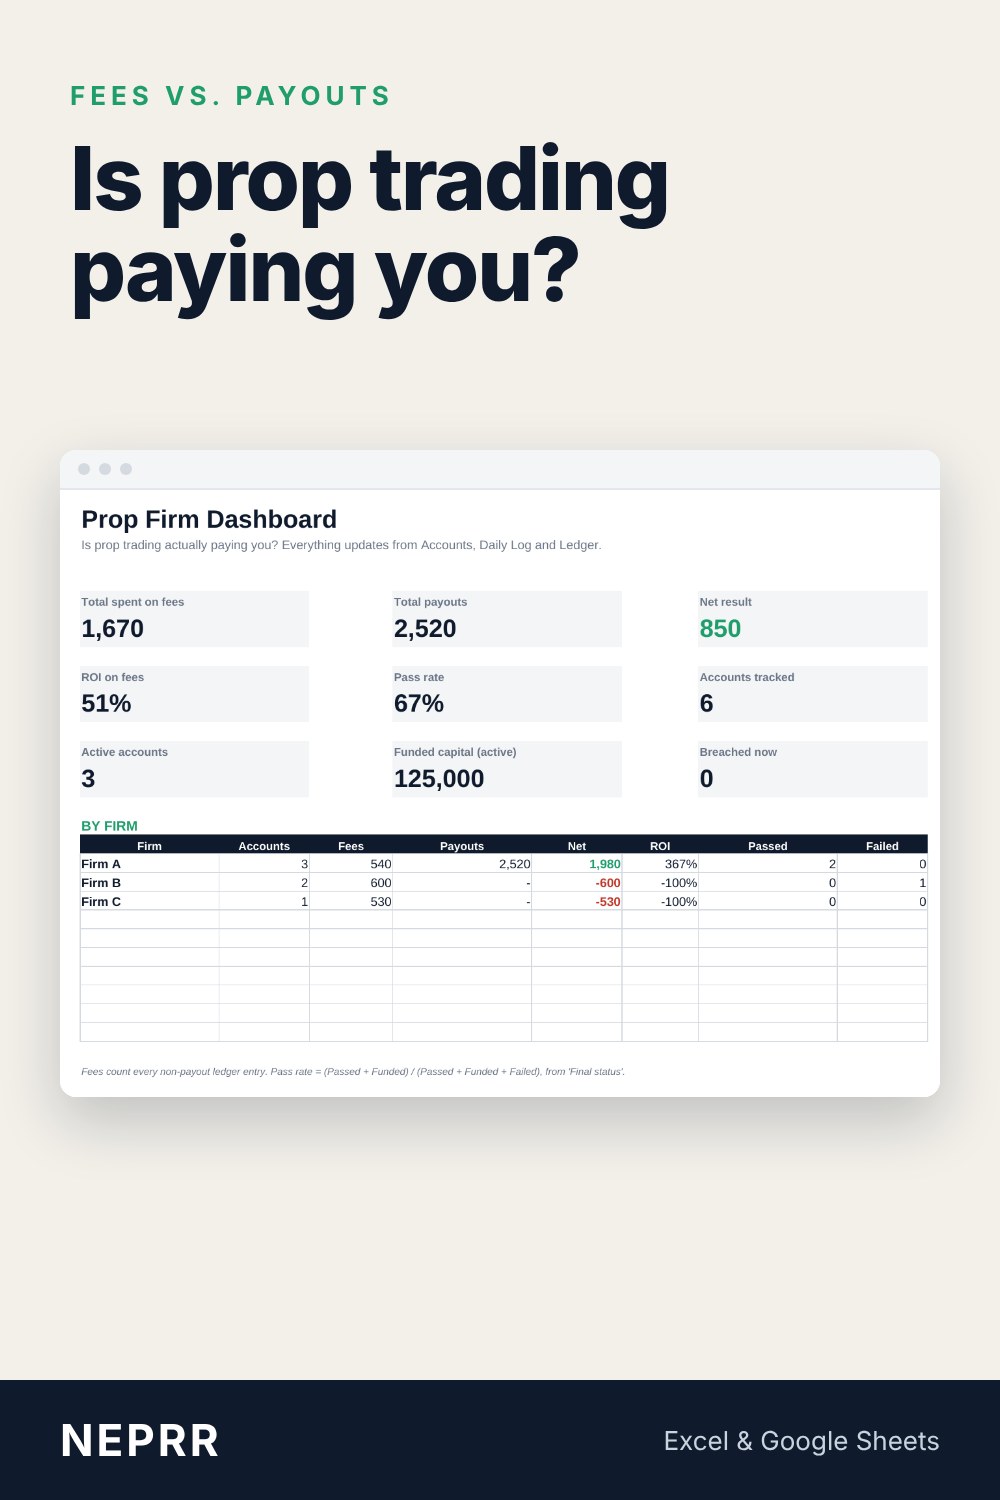 FEES VS. PAYOUTS
Is prop trading
paying you?
Prop Firm Dashboard
Is prop trading actually paying you? Everything updates from Accounts, Daily Log and Ledger.
Total spent on fees Total payouts Net result
1,670 2,520 850
ROI on fees Pass rate Accounts tracked
51% 67% 6
Active accounts Funded capital (active) Breached now
3 125,000 0
BY FIRM
Firm Accounts Fees Payouts Net ROI Passed Failed
Firm A 3 540 2,520 1,980 367% 2 0
Firm B 2 600 - -600 -100% 0 1
Firm C 1 530 - -530 -100% 0 0
Fees count every non-payout ledger entry. Pass rate = (Passed + Funded) / (Passed + Funded + Failed), from 'Final status'.
NEPRR Excel & Google Sheets